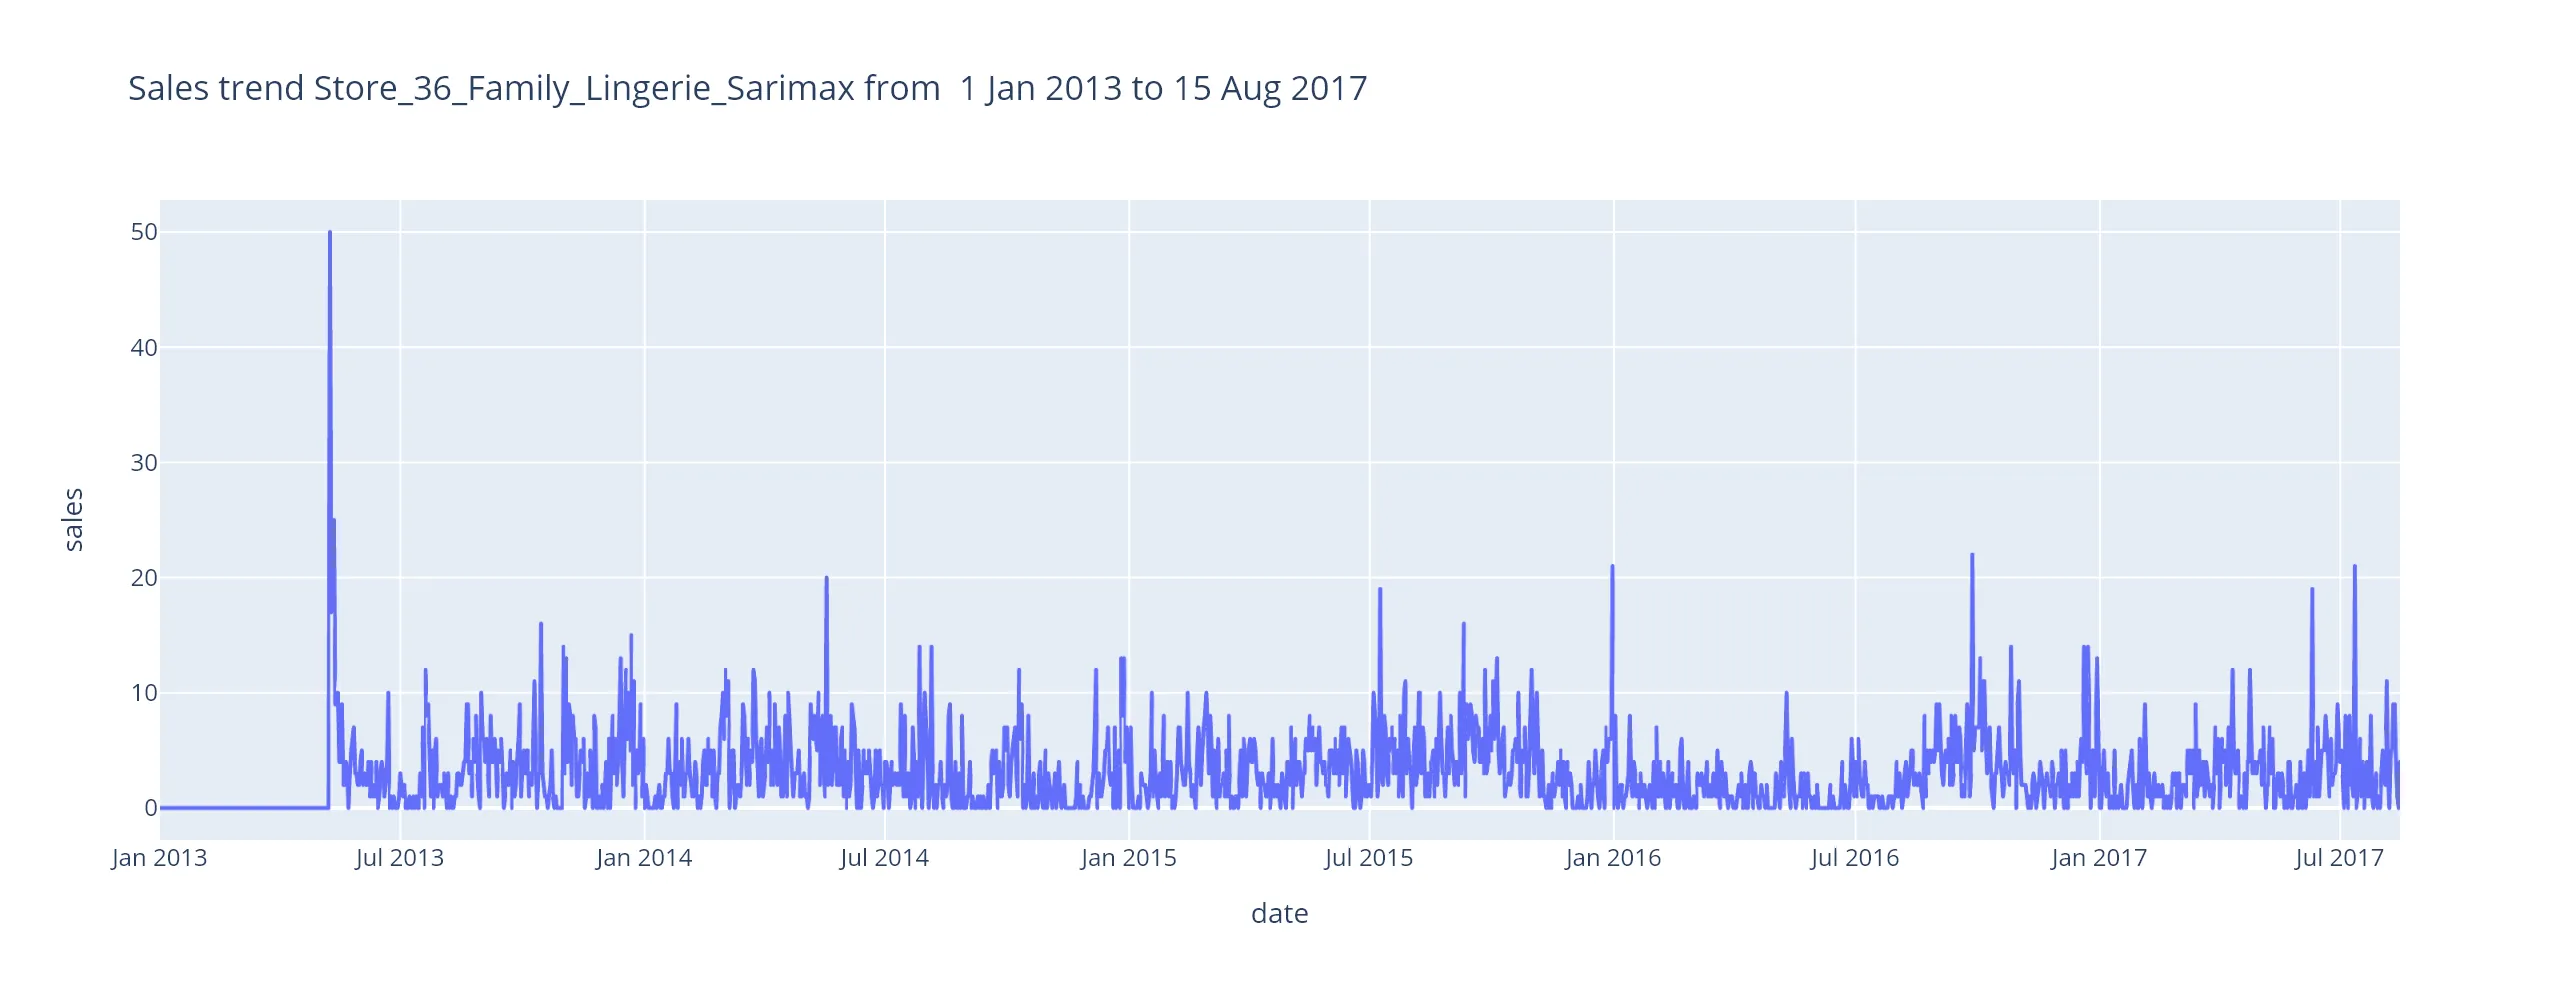 Sales trend Store_36_Family_Lingerie_Sarimax from  1 Jan 2013 to 15 Aug 2017
50
40
30
20
10
0
sales
Jan 2013 Jul 2013 Jan 2014 Jul 2014 Jan 2015 Jul 2015 Jan 2016 Jul 2016 Jan 2017 Jul 2017
date